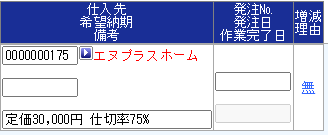 仕入先
希望納期
備考
発注No.
発注日
作業完了日
増減
理由
0000000175 エヌプラスホーム
無
定価30,000円 仕切率75%